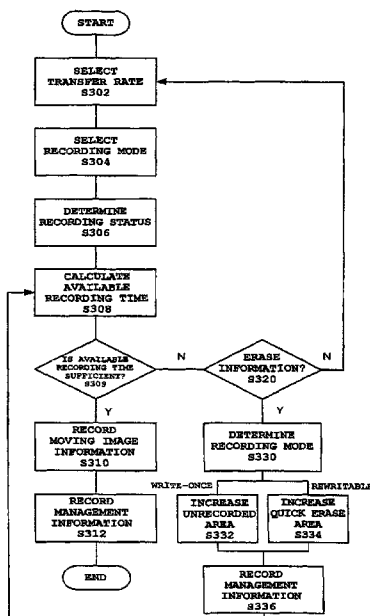 START
SELECT
TRANSFER RATE
S302
SELECT
RECORDING MODE
S304
DETERMINE
RECORDING STATUS
S306
CALCULATE
AVAILABLE
RECORDING TIME
S308
IS AVAILABLE
RECORDING TIME
SUFFICIENT?
S309
N
Y
ERASE
INFORMATION?
S320
N
Y
RECORD
MOVING IMAGE
INFORMATION
S310
RECORD
MANAGEMENT
INFORMATION
S312
END
DETERMINE
RECORDING MODE
S330
WRITE-ONCE
REWRITABLE
INCREASE
UNRECORDED
AREA
S332
INCREASE
QUICK ERASE
AREA
S334
RECORD
MANAGEMENT
INFORMATION
S336